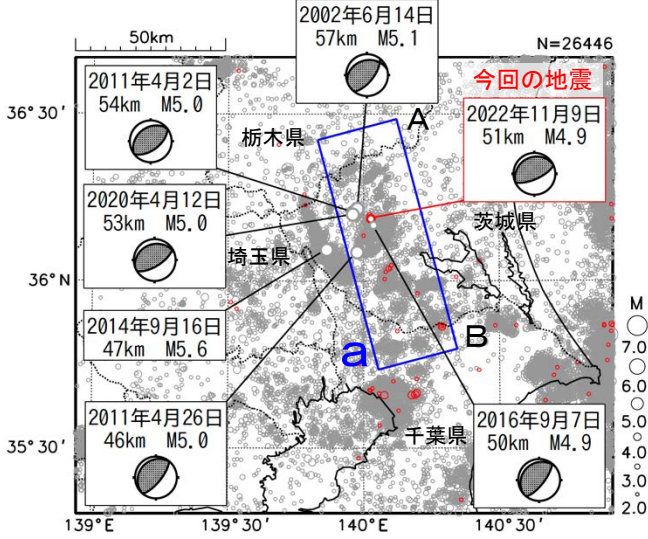 50km
N=26446
2002年6月14日
57km M5.1
今回の地震
2011年4月2日
54km M5.0
2022年11月9日
51km M4.9
36°30′
栃木県
A
2020年4月12日
53km M5.0
茨城県
埼玉県
36°N
2014年9月16日
47km M5.6
B
a
M
7.0
6.0
5.0
4.0
3.0
2.0
2011年4月26日
46km M5.0
千葉県
2016年9月7日
50km M4.9
35°30′
139°E
139°30′
140°E
140°30′